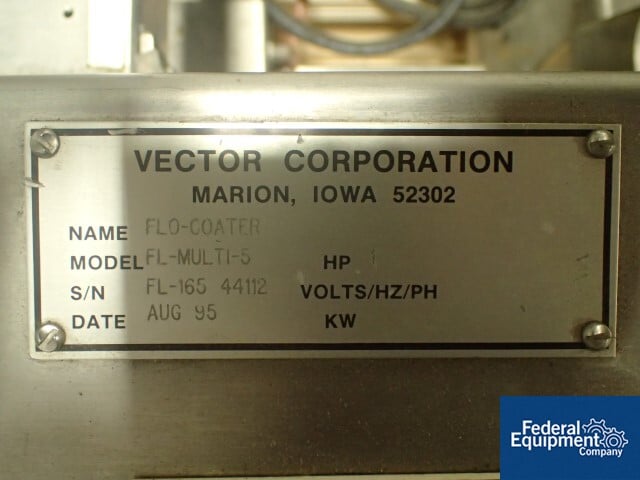 VECTOR CORPORATION
MARION, IOWA 52302
NAME FLO-COATER
MODEL FL-MULTI-5 HP
S/N FL-165 44112 VOLTS/HZ/PH
DATE AUG 95 KW
Federal
Equipment
Company